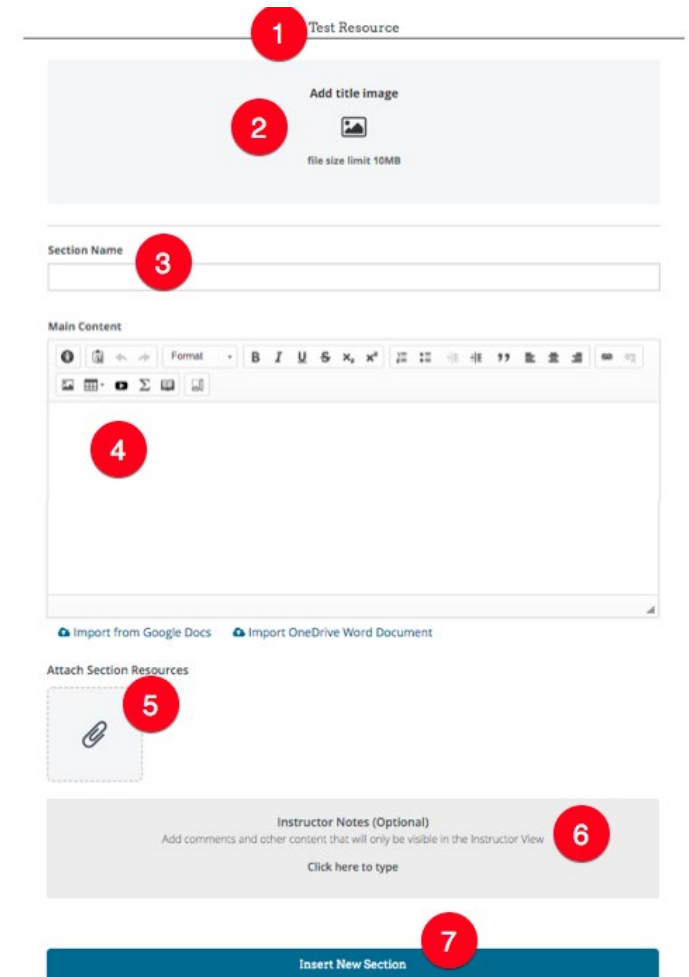 1
Test Resource
Add title image
2
file size limit 10MB
Section Name
3
Main Content
Format
B I U S x₂ x²
Σ
4
Import from Google Docs Import OneDrive Word Document
Attach Section Resources
5
Instructor Notes (Optional)
Add comments and other content that will only be visible in the Instructor View
6
Click here to type
7
Insert New Section